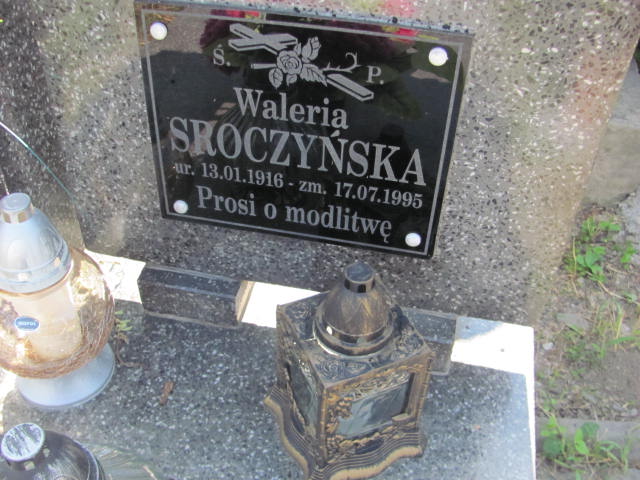 Ś. P.
Waleria
SROCZYŃSKA
ur. 13.01.1916 - zm. 17.07.1995
Prosi o modlitwę